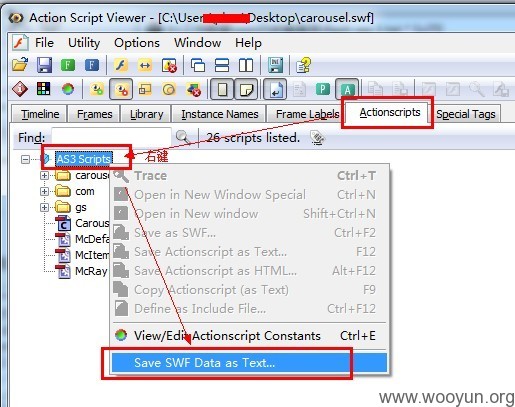 Action Script Viewer - [C:\User Desktop\carousel.swf]
File Utility Options Window Help
Timeline Frames Library Instance Names Frame Labels Actionscripts Special Tags
Find: 26 scripts listed.
AS3 Scripts 右键
carouse
com
gs
Carous
McDefa
McItem
McRay
Trace Ctrl+T
Open in New Window Special Ctrl+N
Open in New window Shift+Ctrl+N
Save as SWF... Ctrl+F2
Save Actionscript as Text... F12
Save Actionscript as HTML... Alt+F12
Copy Actionscript (as Text) F9
Define as Include File... Ctrl+F12
View/Edit Actionscript Constants Ctrl+E
Save SWF Data as Text...
www.wooyun.org